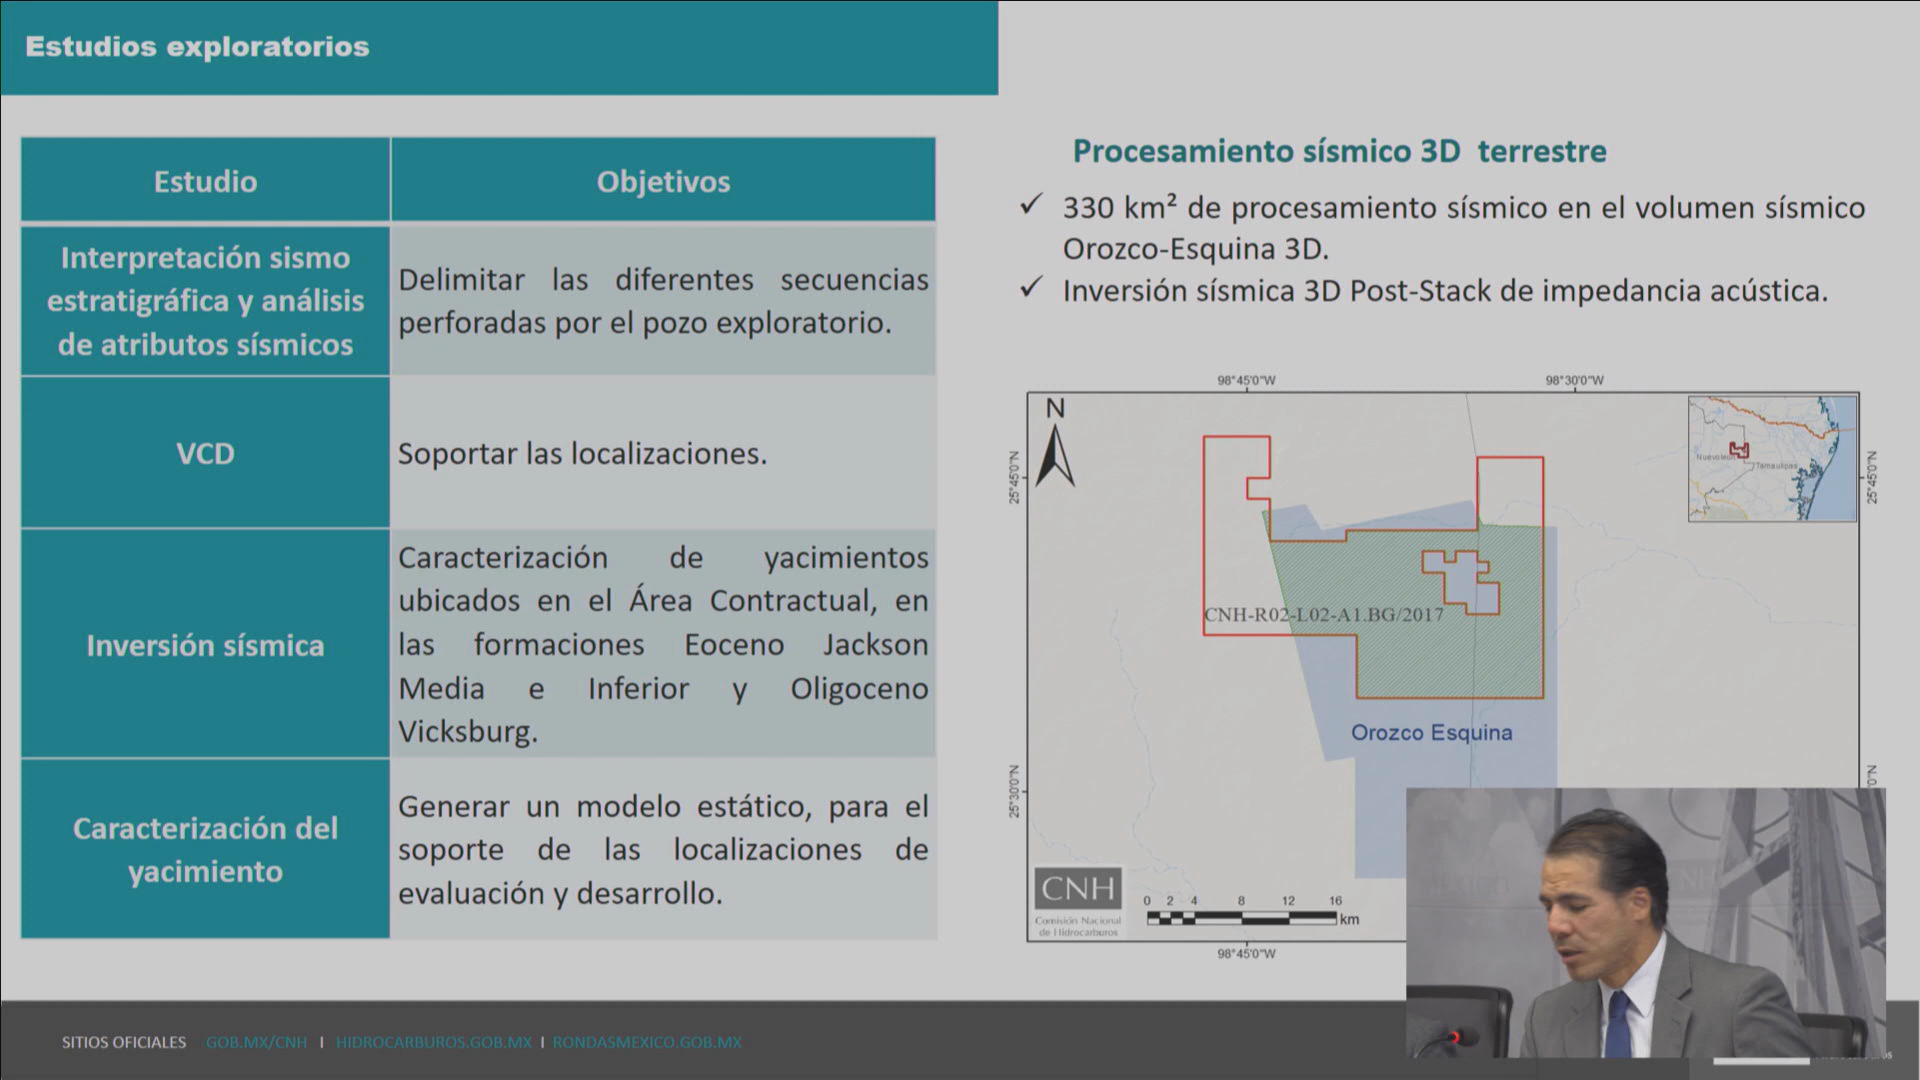 Estudios exploratorios
Estudio
Objetivos
Interpretación sismo
estratigráfica y análisis
de atributos sísmicos
Delimitar las diferentes secuencias
perforadas por el pozo exploratorio.
VCD
Soportar las localizaciones.
Inversión sísmica
Caracterización de yacimientos
ubicados en el Área Contractual, en
las formaciones Eoceno Jackson
Media e Inferior y Oligoceno
Vicksburg.
Caracterización del
yacimiento
Generar un modelo estático, para el
soporte de las localizaciones de
evaluación y desarrollo.
Procesamiento sísmico 3D terrestre
✓ 330 km² de procesamiento sísmico en el volumen sísmico
Orozco-Esquina 3D.
✓ Inversión sísmica 3D Post-Stack de impedancia acústica.
98°45'0"W
98°30'0"W
N
25°45'0"N
25°45'0"N
Nuevo León
Tamaulipas
CNH-R02-L02-A1.BG/2017
Orozco Esquina
25°30'0"N
0"N
CNH
Comisión Nacional
de Hidrocarburos
0 2 4 8 12 16
km
98°45'0"W
SITIOS OFICIALES GOB.MX/CNH I HIDROCARBUROS.GOB.MX I RONDASMEXICO.GOB.MX